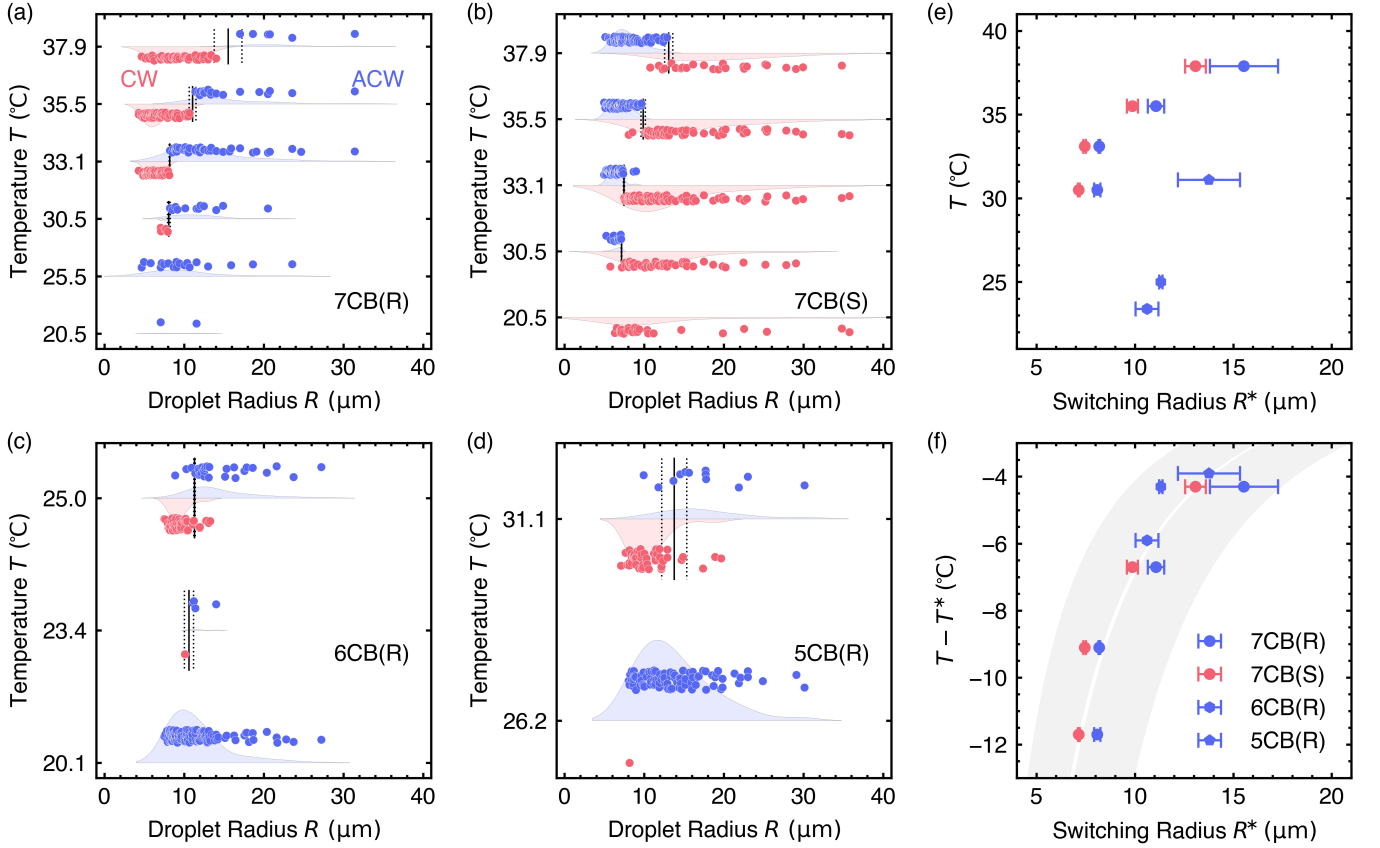 (a)
Temperature T (°C)
37.9
35.5
33.1
30.5
25.5
20.5
CW
ACW
7CB(R)
0 10 20 30 40
Droplet Radius R (μm)
(b)
Temperature T (°C)
37.9
35.5
33.1
30.5
20.5
7CB(S)
0 10 20 30 40
Droplet Radius R (μm)
(e)
T (°C)
40
35
30
25
5 10 15 20
Switching Radius R* (μm)
(c)
Temperature T (°C)
25.0
23.4
20.1
6CB(R)
0 10 20 30 40
Droplet Radius R (μm)
(d)
Temperature T (°C)
31.1
26.2
5CB(R)
0 10 20 30 40
Droplet Radius R (μm)
(f)
T − T* (°C)
−4
−6
−8
−10
−12
7CB(R)
7CB(S)
6CB(R)
5CB(R)
5 10 15 20
Switching Radius R* (μm)